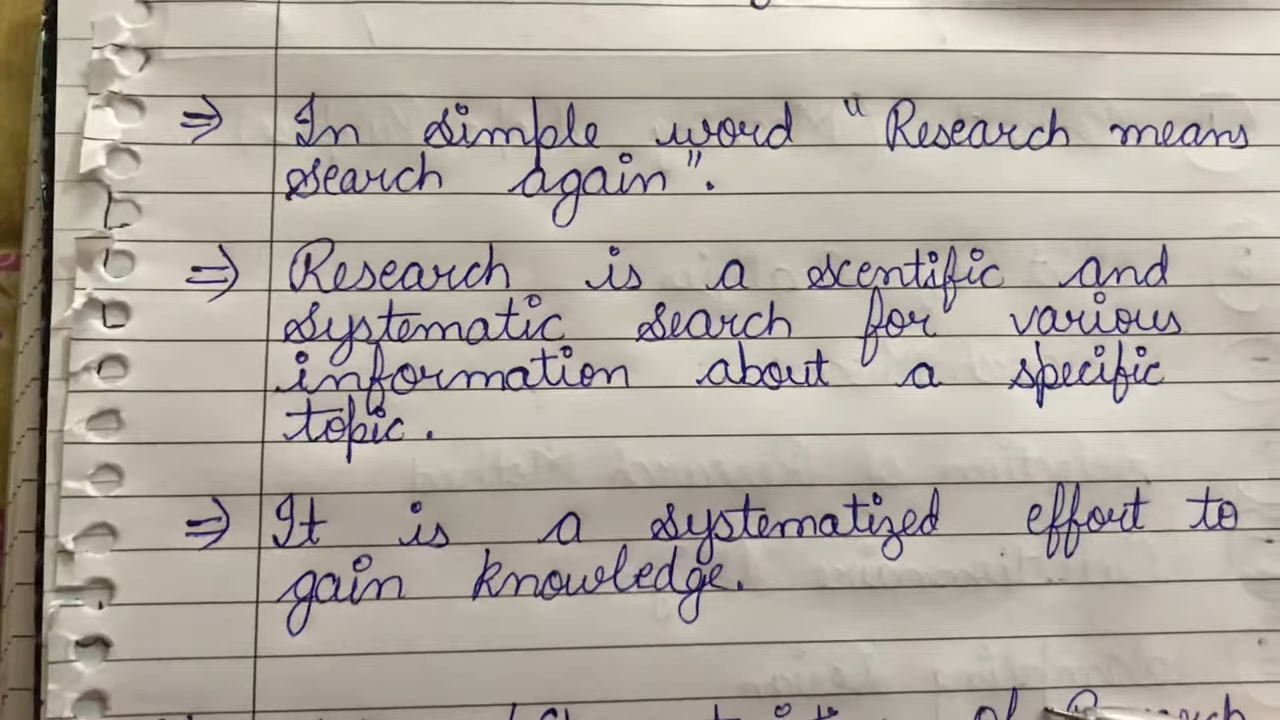 ⇒ In simple word "Research means
search again".
⇒ Research is a scentific and
systematic search for various
information about a specific
topic.
⇒ It is a systematized effort to
gain knowledge.
of